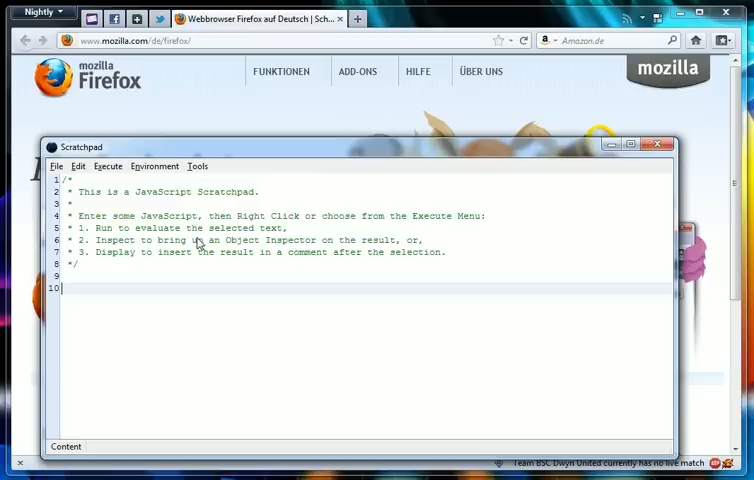 Nightly
Webbrowser Firefox auf Deutsch | Sch...
www.mozilla.com/de/firefox/
Amazon.de
mozilla
Firefox
FUNKTIONEN
ADD-ONS
HILFE
ÜBER UNS
mozilla
Scratchpad
File Edit Execute Environment Tools
1 /*
2 * This is a JavaScript Scratchpad.
3 *
4 * Enter some JavaScript, then Right Click or choose from the Execute Menu:
5 * 1. Run to evaluate the selected text,
6 * 2. Inspect to bring up an Object Inspector on the result, or,
7 * 3. Display to insert the result in a comment after the selection.
8 */
9
10
Content
Team BSC Dwyn United currently has no live match